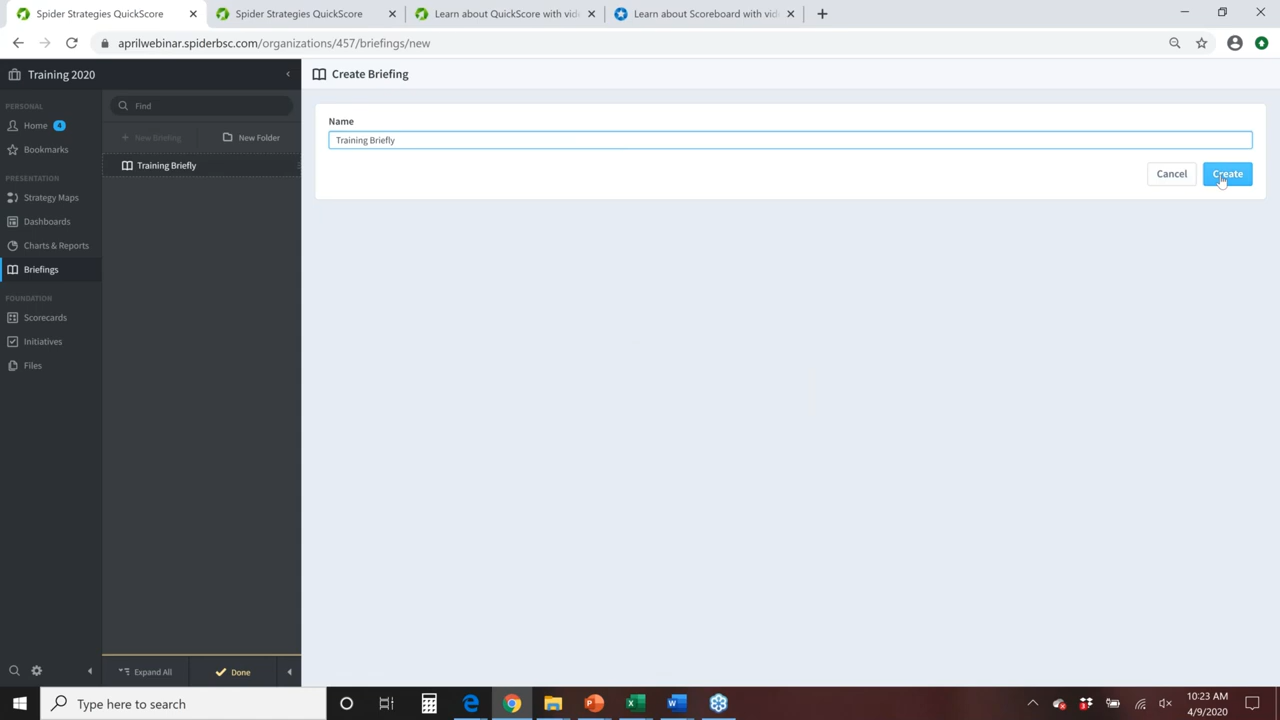 Spider Strategies QuickScore
Spider Strategies QuickScore
Learn about QuickScore with vid
Learn about Scoreboard with vid
aprilwebinar.spiderbsc.com/organizations/457/briefings/new
Training 2020
Create Briefing
PERSONAL
Home 4
Bookmarks
PRESENTATION
Strategy Maps
Dashboards
Charts & Reports
Briefings
FOUNDATION
Scorecards
Initiatives
Files
Find
New Briefing
New Folder
Training Briefly
Name
Training Briefly
Cancel
Create
Expand All
Done
Type here to search
10:23 AM
4/9/2020